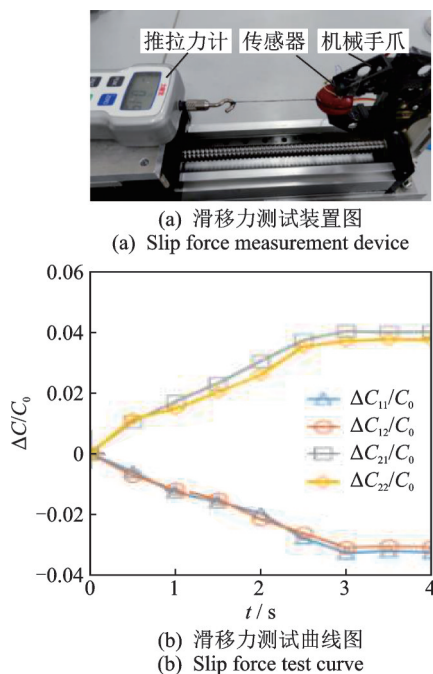 推拉力计 传感器 机械手爪
(a) 滑移力测试装置图
(a) Slip force measurement device
0.06
0.04
0.02
0
−0.02
−0.04
ΔC/C₀
ΔC₁₁/C₀
ΔC₁₂/C₀
ΔC₂₁/C₀
ΔC₂₂/C₀
0 1 2 3 4
t / s
(b) 滑移力测试曲线图
(b) Slip force test curve